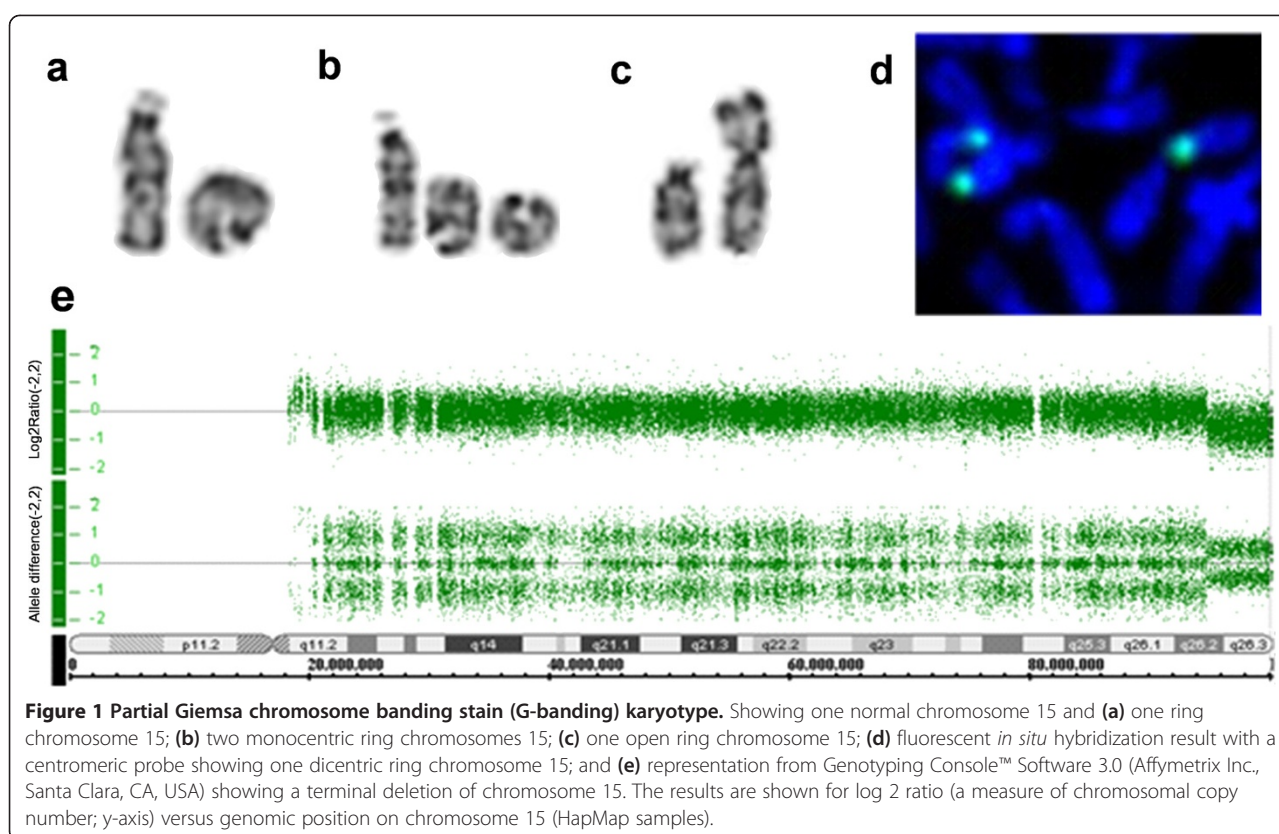 a
b
c
d
e
Log2Ratio(-2,2)
2
1
0
-1
-2
Allele difference(-2,2)
2
1
0
-1
-2
p11.2 q11.2 q14 q21.1 q21.3 q22.2 q23 q25.3 q26.1 q26.2 q26.3
0 20.000.000 40.000.000 60.000.000 80.000.000
Figure 1 Partial Giemsa chromosome banding stain (G-banding) karyotype. Showing one normal chromosome 15 and (a) one ring
chromosome 15; (b) two monocentric ring chromosomes 15; (c) one open ring chromosome 15; (d) fluorescent in situ hybridization result with a
centromeric probe showing one dicentric ring chromosome 15; and (e) representation from Genotyping Console™ Software 3.0 (Affymetrix Inc.,
Santa Clara, CA, USA) showing a terminal deletion of chromosome 15. The results are shown for log 2 ratio (a measure of chromosomal copy
number; y-axis) versus genomic position on chromosome 15 (HapMap samples).